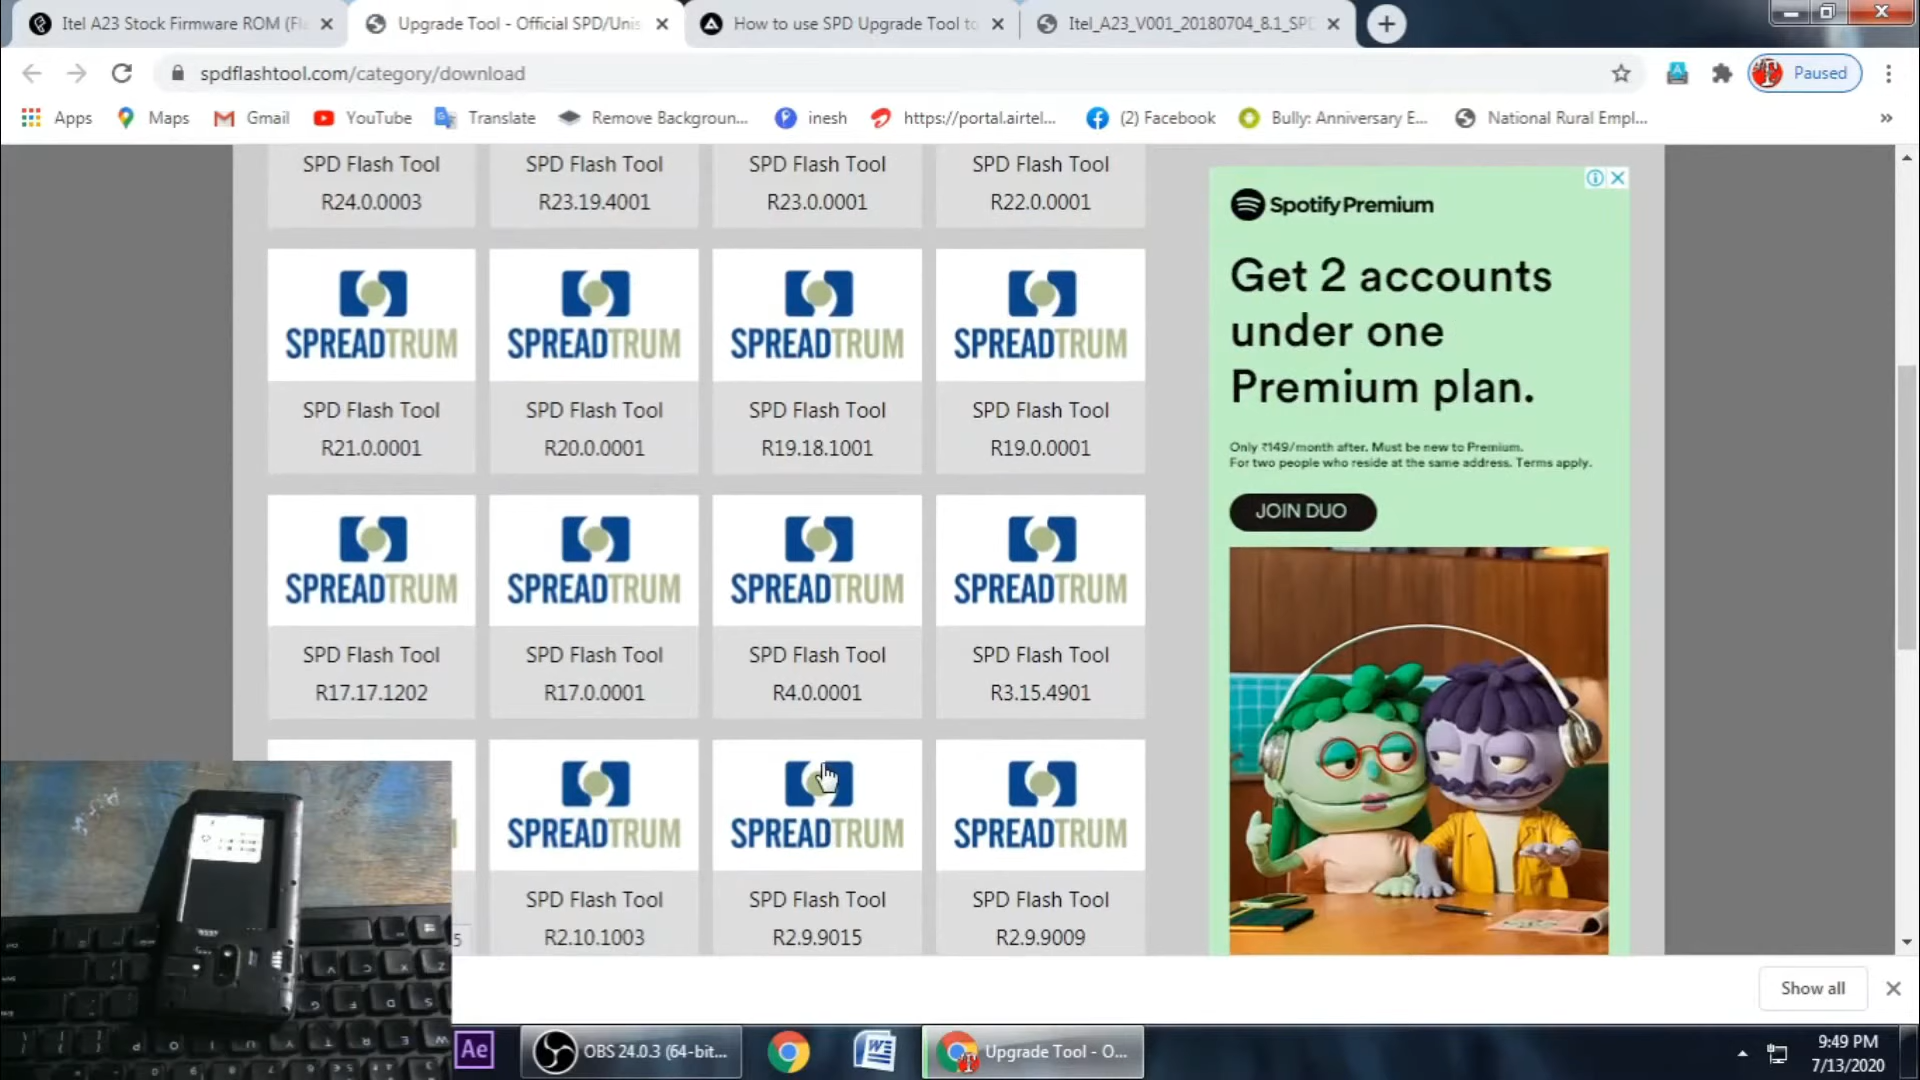 Itel A23 Stock Firmware ROM (Fl
Upgrade Tool - Official SPD/Unis
How to use SPD Upgrade Tool to
Itel_A23_V001_20180704_8.1_SPD
spdflashtool.com/category/download
Paused
Apps
Maps
Gmail
YouTube
Translate
Remove Backgroun...
inesh
https://portal.airtel...
(2) Facebook
Bully: Anniversary E...
National Rural Empl...
»
SPD Flash Tool
R24.0.0003
SPD Flash Tool
R23.19.4001
SPD Flash Tool
R23.0.0001
SPD Flash Tool
R22.0.0001
SPREADTRUM
SPD Flash Tool
R21.0.0001
SPREADTRUM
SPD Flash Tool
R20.0.0001
SPREADTRUM
SPD Flash Tool
R19.18.1001
SPREADTRUM
SPD Flash Tool
R19.0.0001
SPREADTRUM
SPD Flash Tool
R17.17.1202
SPREADTRUM
SPD Flash Tool
R17.0.0001
SPREADTRUM
SPD Flash Tool
R4.0.0001
SPREADTRUM
SPD Flash Tool
R3.15.4901
SPREADTRUM
SPD Flash Tool
R2.10.1003
SPREADTRUM
SPD Flash Tool
R2.9.9015
SPREADTRUM
SPD Flash Tool
R2.9.9009
5
Spotify Premium
Get 2 accounts
under one
Premium plan.
Only ₹149/month after. Must be new to Premium.
For two people who reside at the same address. Terms apply.
JOIN DUO
Show all
Ae
OBS 24.0.3 (64-bit...
Upgrade Tool - O...
9:49 PM
7/13/2020